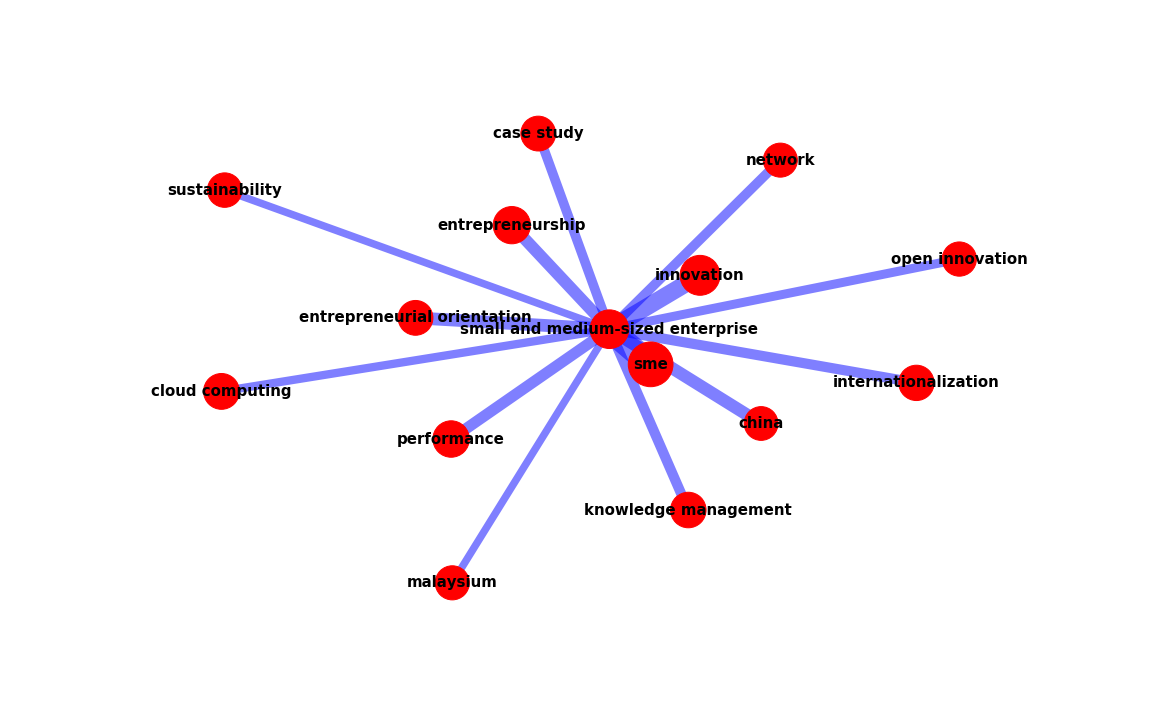 case study
network
sustainability
entrepreneurship
open innovation
innovation
entrepreneurial orientation
small and medium-sized enterprise
sme
internationalization
cloud computing
china
performance
knowledge management
malaysium